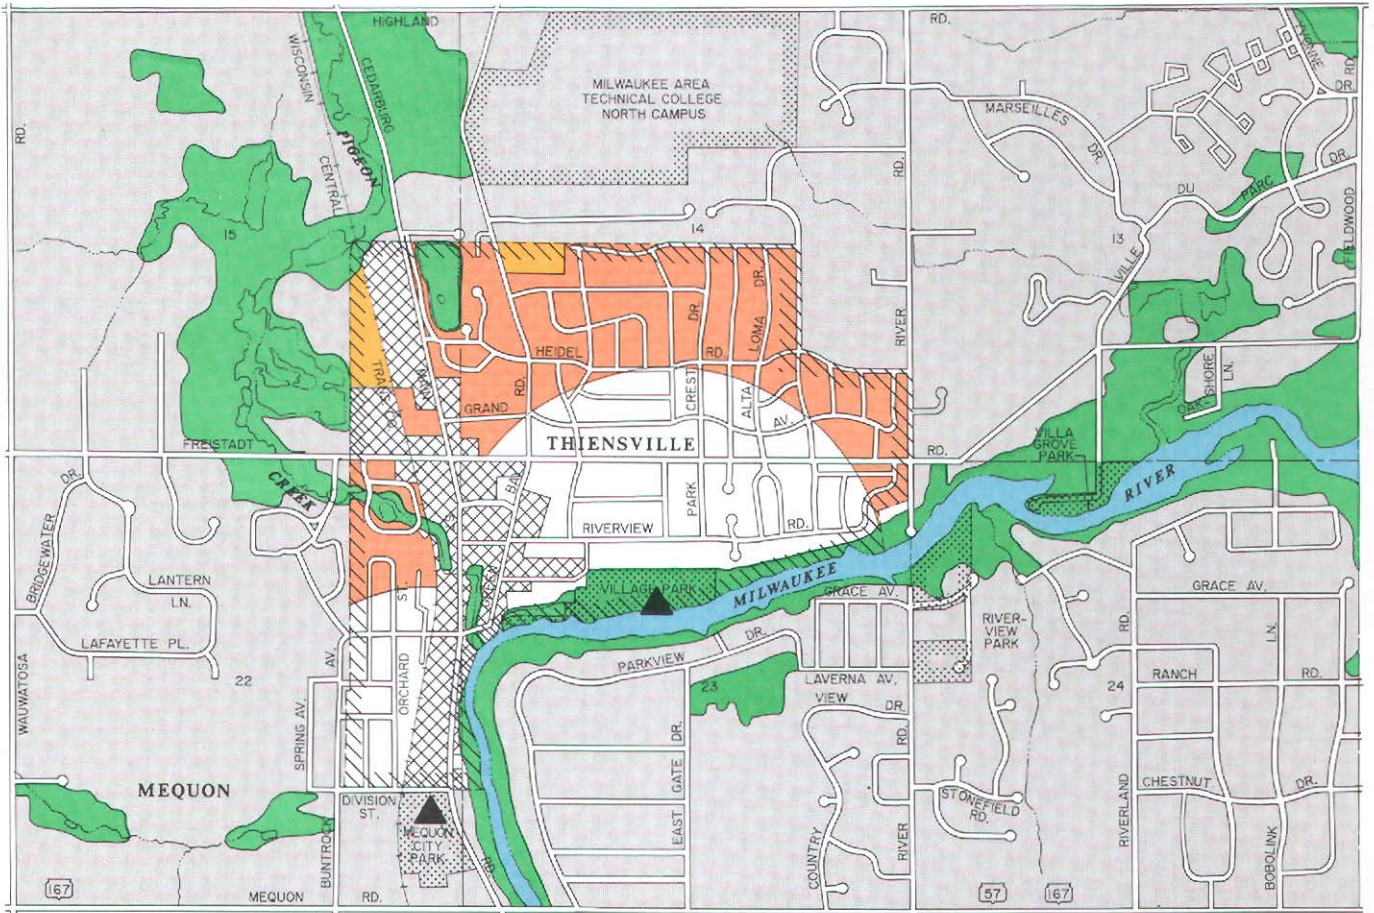 HIGHLAND
RD.
WISCONSIN
CEDARBURG
YVONNE
DR.
RD.
MILWAUKEE AREA
TECHNICAL COLLEGE
NORTH CAMPUS
MARSEILLES
DR.
RD.
PIGEON
CENTRAL
RD.
DU
PARC
DR.
FIELDWOOD
15
14
13
VILLE
DR.
LOMA
DR.
RIVER
HEIDEL
RD.
MAIN
RD.
CREST
ALTA
OAK SHORE
LN.
GRAND
AV.
THIENSVILLE
FREISTADT
RD.
VILLA
GROVE
PARK
RIVER
CREEK
DR.
PARK
RIVERVIEW
RD.
BRIDGEWATER
LANTERN
LN.
ST.
GREEN
VILLAGE PARK
MILWAUKEE
GRACE AV.
GRACE AV.
LAFAYETTE PL.
RIVER-
VIEW
PARK
RD.
LN.
PARKVIEW
DR.
WAUWATOSA
AV.
ORCHARD
22
23
LAVERNA AV.
24
RANCH
RD.
VIEW
DR.
SPRING AV.
DR.
RD.
MEQUON
GATE
CHESTNUT
DR.
DIVISION
ST.
STONEFIELD
RD.
MEQUON
CITY
PARK
EAST
COUNTRY
RIVER
RIVERLAND
BOBOLINK
BUNTROCK
RD.
167
MEQUON
RD.
57
167